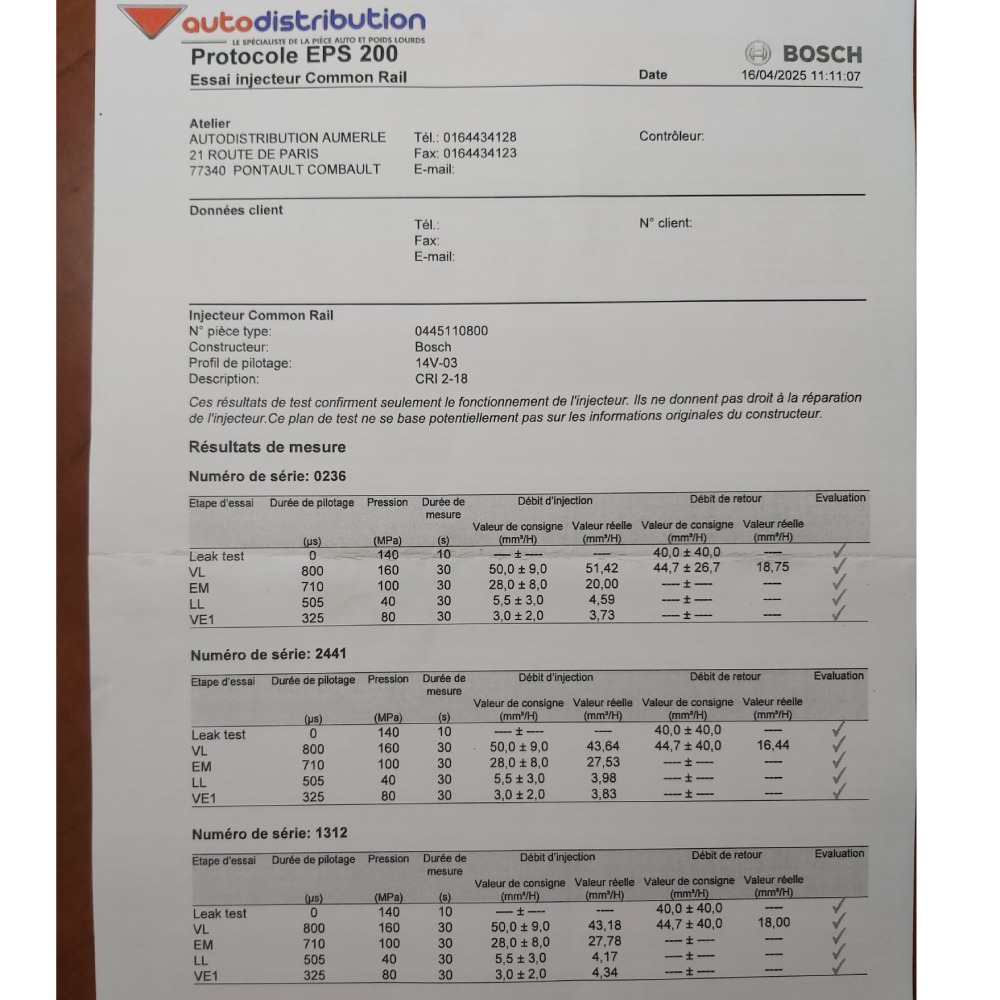 autodistribution
LE SPÉCIALISTE DE LA PIÈCE AUTO ET POIDS LOURDS
Protocole EPS 200
BOSCH
Essai injecteur Common Rail Date 16/04/2025 11:11:07
Atelier
AUTODISTRIBUTION AUMERLE Tél.: 0164434128 Contrôleur:
21 ROUTE DE PARIS Fax: 0164434123
77340 PONTAULT COMBAULT E-mail:
Données client
Tél.: N° client:
Fax:
E-mail:
Injecteur Common Rail
N° pièce type: 0445110800
Constructeur: Bosch
Profil de pilotage: 14V-03
Description: CRI 2-18
Ces résultats de test confirment seulement le fonctionnement de l'injecteur. Ils ne donnent pas droit à la réparation
de l'injecteur.Ce plan de test ne se base potentiellement pas sur les informations originales du constructeur.
Résultats de mesure
Numéro de série: 0236
Etape d'essai Durée de pilotage Pression Durée de mesure Débit d'injection Débit de retour Evaluation
Valeur de consigne Valeur réelle Valeur de consigne Valeur réelle
(µs) (MPa) (s) (mm³/H) (mm³/H) (mm³/H) (mm³/H)
Leak test 0 140 10 ---- ± ---- ---- 40,0 ± 40,0 ---- ✓
VL 800 160 30 50,0 ± 9,0 51,42 44,7 ± 26,7 18,75 ✓
EM 710 100 30 28,0 ± 8,0 20,00 ---- ± ---- ---- ✓
LL 505 40 30 5,5 ± 3,0 4,59 ---- ± ---- ---- ✓
VE1 325 80 30 3,0 ± 2,0 3,73 ---- ± ---- ---- ✓
Numéro de série: 2441
Etape d'essai Durée de pilotage Pression Durée de mesure Débit d'injection Débit de retour Evaluation
Valeur de consigne Valeur réelle Valeur de consigne Valeur réelle
(µs) (MPa) (s) (mm³/H) (mm³/H) (mm³/H) (mm³/H)
Leak test 0 140 10 ---- ± ---- ---- 40,0 ± 40,0 ---- ✓
VL 800 160 30 50,0 ± 9,0 43,64 44,7 ± 40,0 16,44 ✓
EM 710 100 30 28,0 ± 8,0 27,53 ---- ± ---- ---- ✓
LL 505 40 30 5,5 ± 3,0 3,98 ---- ± ---- ---- ✓
VE1 325 80 30 3,0 ± 2,0 3,83 ---- ± ---- ---- ✓
Numéro de série: 1312
Etape d'essai Durée de pilotage Pression Durée de mesure Débit d'injection Débit de retour Evaluation
Valeur de consigne Valeur réelle Valeur de consigne Valeur réelle
(µs) (MPa) (s) (mm³/H) (mm³/H) (mm³/H) (mm³/H)
Leak test 0 140 10 ---- ± ---- ---- 40,0 ± 40,0 ---- ✓
VL 800 160 30 50,0 ± 9,0 43,18 44,7 ± 40,0 18,00 ✓
EM 710 100 30 28,0 ± 8,0 27,78 ---- ± ---- ---- ✓
LL 505 40 30 5,5 ± 3,0 4,17 ---- ± ---- ---- ✓
VE1 325 80 30 3,0 ± 2,0 4,34 ---- ± ---- ---- ✓